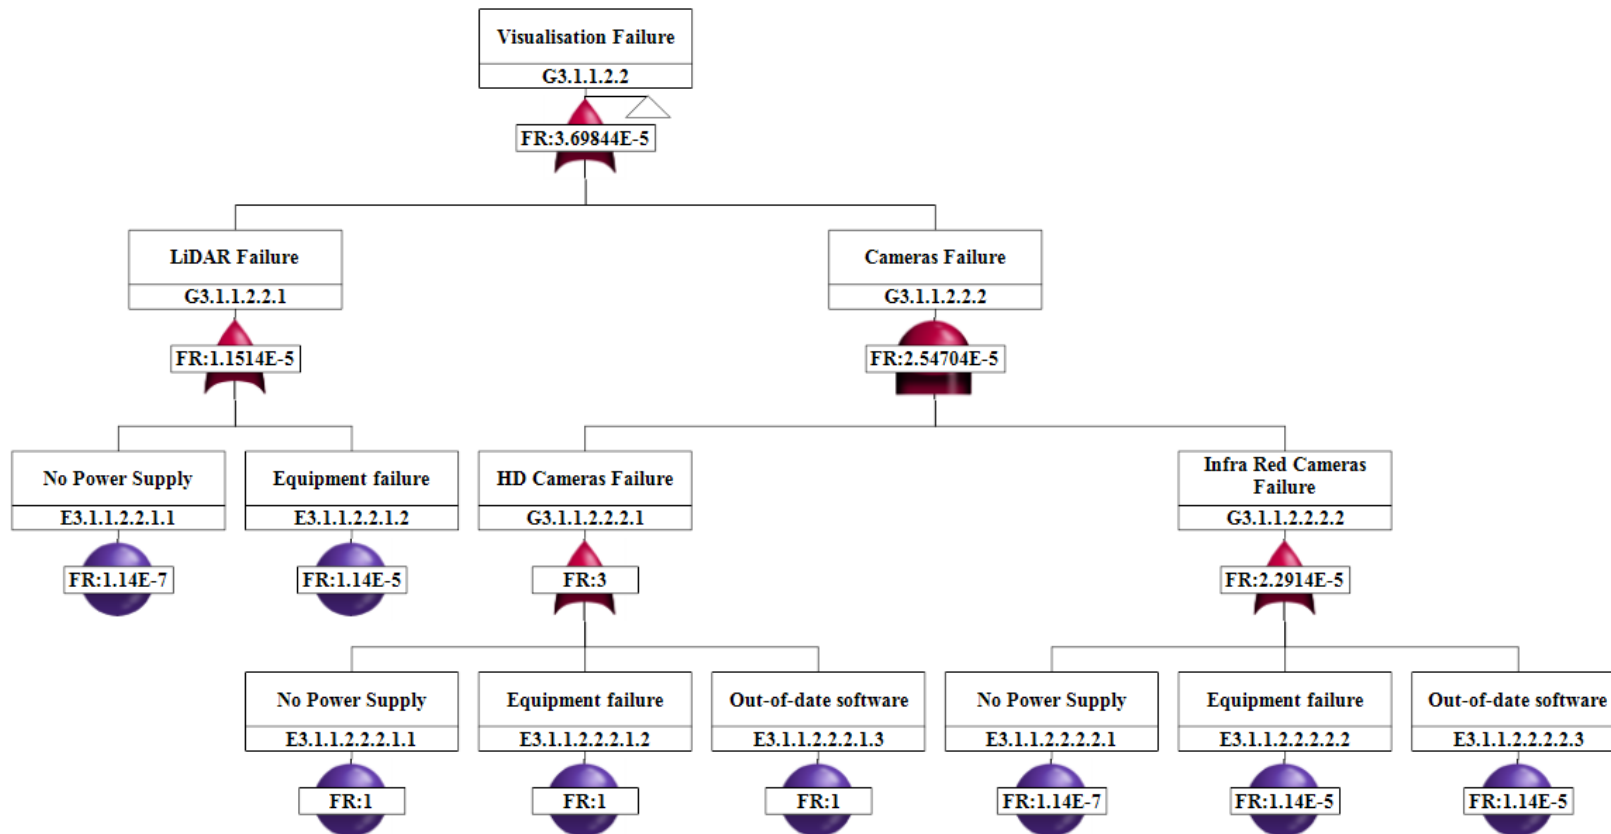 Visualisation Failure
G3.1.1.2.2
FR:3.69844E-5
LiDAR Failure
G3.1.1.2.2.1
FR:1.1514E-5
Cameras Failure
G3.1.1.2.2.2
FR:2.54704E-5
No Power Supply
E3.1.1.2.2.1.1
FR:1.14E-7
Equipment failure
E3.1.1.2.2.1.2
FR:1.14E-5
HD Cameras Failure
G3.1.1.2.2.2.1
FR:3
Infra Red Cameras
Failure
G3.1.1.2.2.2.2
FR:2.2914E-5
No Power Supply
E3.1.1.2.2.2.1.1
FR:1
Equipment failure
E3.1.1.2.2.2.1.2
FR:1
Out-of-date software
E3.1.1.2.2.2.1.3
FR:1
No Power Supply
E3.1.1.2.2.2.2.1
FR:1.14E-7
Equipment failure
E3.1.1.2.2.2.2.2
FR:1.14E-5
Out-of-date software
E3.1.1.2.2.2.2.3
FR:1.14E-5